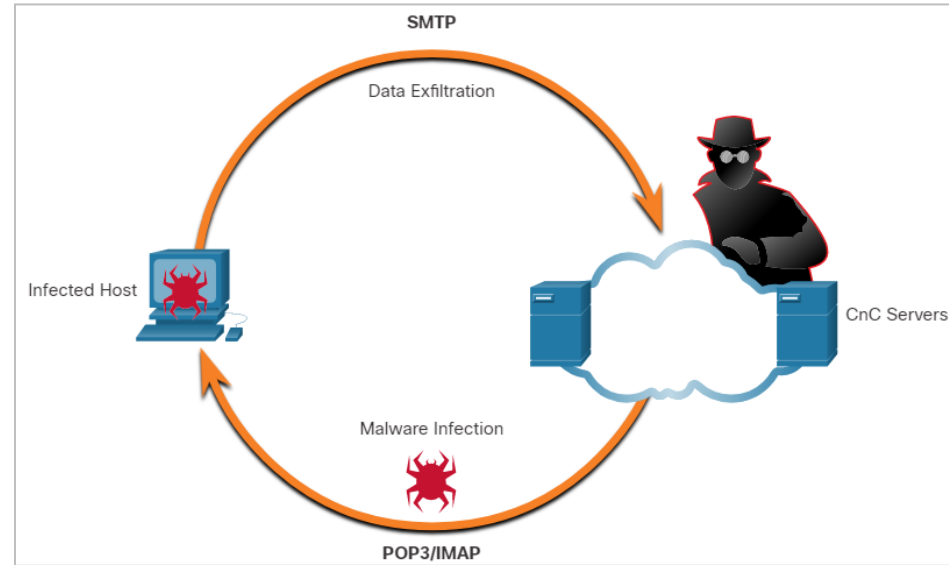 SMTP
Data Exfiltration
Infected Host
CnC Servers
Malware Infection
POP3/IMAP